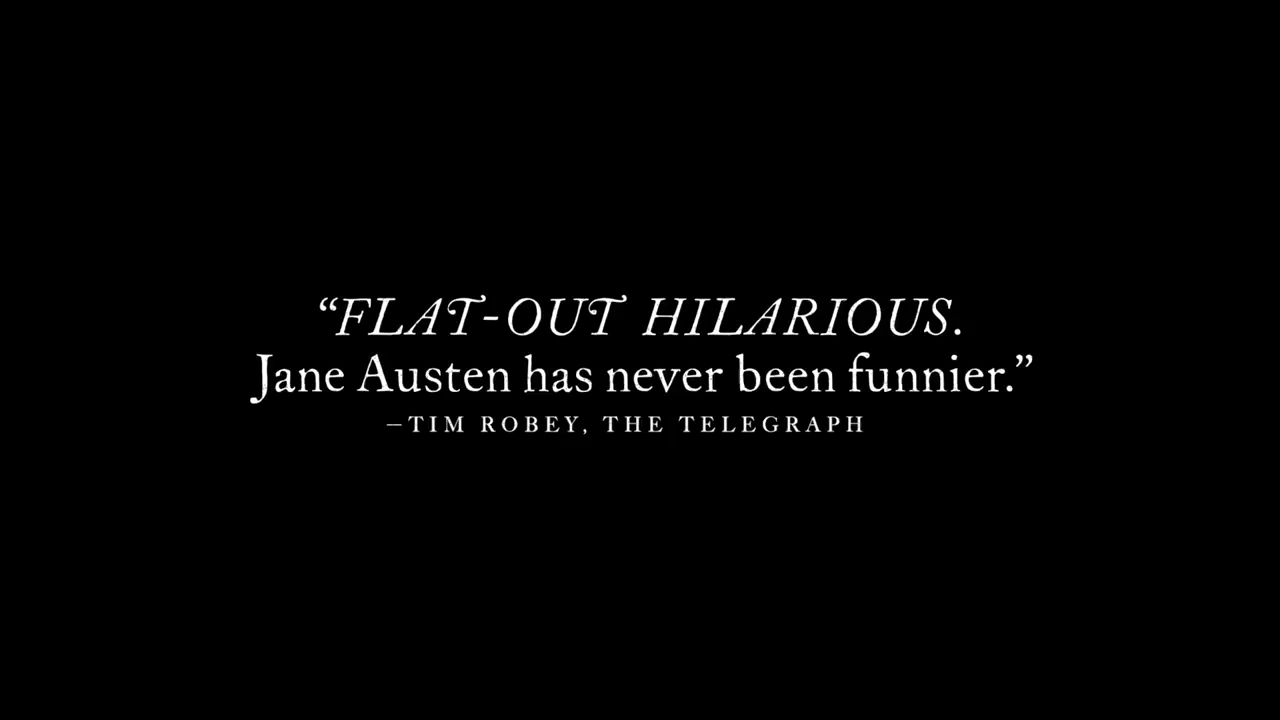 “FLAT-OUT HILARIOUS.
Jane Austen has never been funnier.”
–TIM ROBEY, THE TELEGRAPH